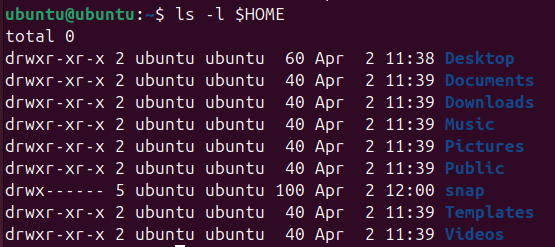 ubuntu@ubuntu:~$ ls -l $HOME
total 0
drwxr-xr-x 2 ubuntu ubuntu  60 Apr  2 11:38 Desktop
drwxr-xr-x 2 ubuntu ubuntu  40 Apr  2 11:39 Documents
drwxr-xr-x 2 ubuntu ubuntu  40 Apr  2 11:39 Downloads
drwxr-xr-x 2 ubuntu ubuntu  40 Apr  2 11:39 Music
drwxr-xr-x 2 ubuntu ubuntu  40 Apr  2 11:39 Pictures
drwxr-xr-x 2 ubuntu ubuntu  40 Apr  2 11:39 Public
drwx------ 5 ubuntu ubuntu 100 Apr  2 12:00 snap
drwxr-xr-x 2 ubuntu ubuntu  40 Apr  2 11:39 Templates
drwxr-xr-x 2 ubuntu ubuntu  40 Apr  2 11:39 Videos